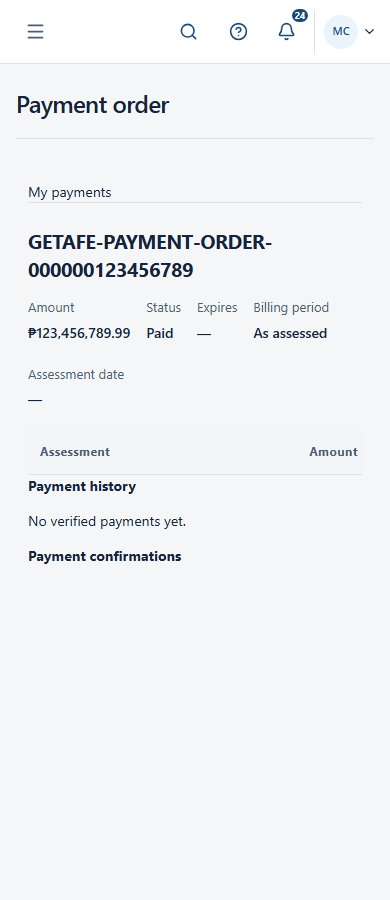 24
MC
Payment order
My payments
GETAFE-PAYMENT-ORDER-
000000123456789
Amount Status Expires Billing period
₱123,456,789.99 Paid — As assessed
Assessment date
—
Assessment Amount
Payment history
No verified payments yet.
Payment confirmations